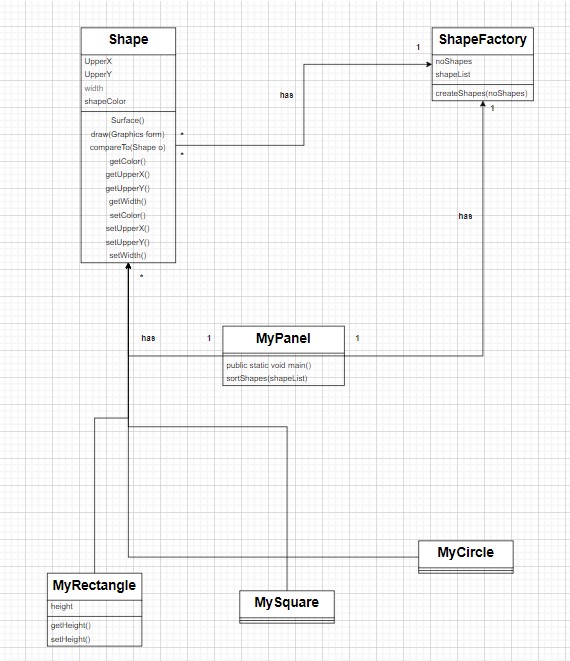 Shape
UpperX
UpperY
width
shapeColor
Surface()
draw(Graphics form)
compareTo(Shape o)
getColor()
getUpperX()
getUpperY()
getWidth()
setColor()
setUpperX()
setUpperY()
setWidth()
*
*
*
has
1
ShapeFactory
noShapes
shapeList
createShapes(noShapes)
1
has
has
1
MyPanel
1
public static void main()
sortShapes(shapeList)
MyCircle
MyRectangle
height
getHeight()
setHeight()
MySquare